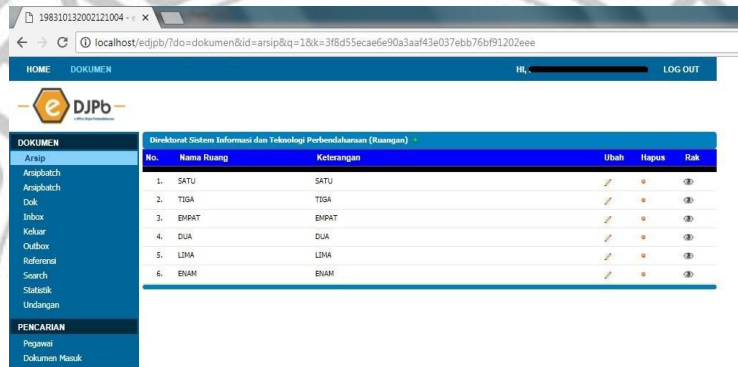 198310132002121004 - e
localhost/edjpb/?do=dokumen&id=arsip&q=1&k=3f8d55ecae6e90a3aaf43e037ebb76bf91202eee
HOME DOKUMEN HI, LOG OUT
e DJPb
DOKUMEN
Arsip
Arsipbatch
Arsipbatch
Dok
Inbox
Keluar
Outbox
Referensi
Search
Statistik
Undangan
PENCARIAN
Pegawai
Dokumen Masuk
Direktorat Sistem Informasi dan Teknologi Perbendaharaan (Ruangan)
No. Nama Ruang Keterangan Ubah Hapus Rak
1. SATU SATU
2. TIGA TIGA
3. EMPAT EMPAT
4. DUA DUA
5. LIMA LIMA
6. ENAM ENAM